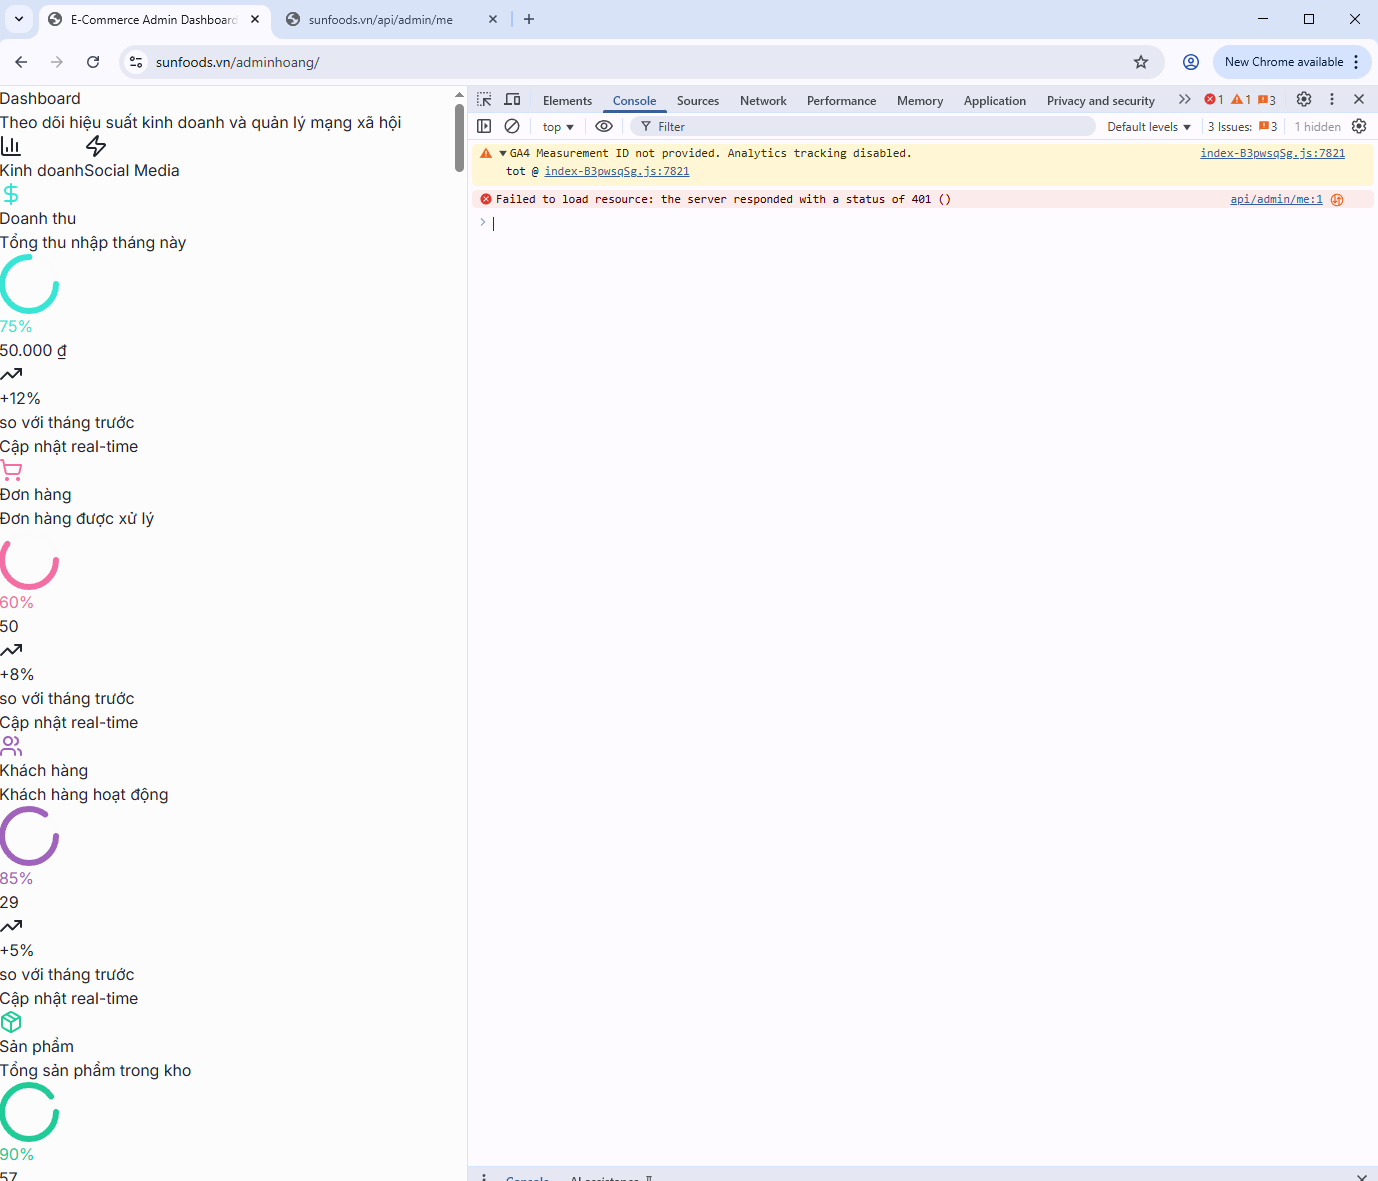 E-Commerce Admin Dashboard
sunfoods.vn/api/admin/me
sunfoods.vn/adminhoang/
New Chrome available
Dashboard
Theo dõi hiệu suất kinh doanh và quản lý mạng xã hội
Kinh doanhSocial Media
Doanh thu
Tổng thu nhập tháng này
75%
50.000 ₫
+12%
so với tháng trước
Cập nhật real-time
Đơn hàng
Đơn hàng được xử lý
60%
50
+8%
so với tháng trước
Cập nhật real-time
Khách hàng
Khách hàng hoạt động
85%
29
+5%
so với tháng trước
Cập nhật real-time
Sản phẩm
Tổng sản phẩm trong kho
90%
57
Elements Console Sources Network Performance Memory Application Privacy and security 1 1 3
top Filter Default levels 3 Issues: 3 1 hidden
GA4 Measurement ID not provided. Analytics tracking disabled. index-B3pwsqSg.js:7821
tot @ index-B3pwsqSg.js:7821
Failed to load resource: the server responded with a status of 401 () api/admin/me:1
Console AI assistance